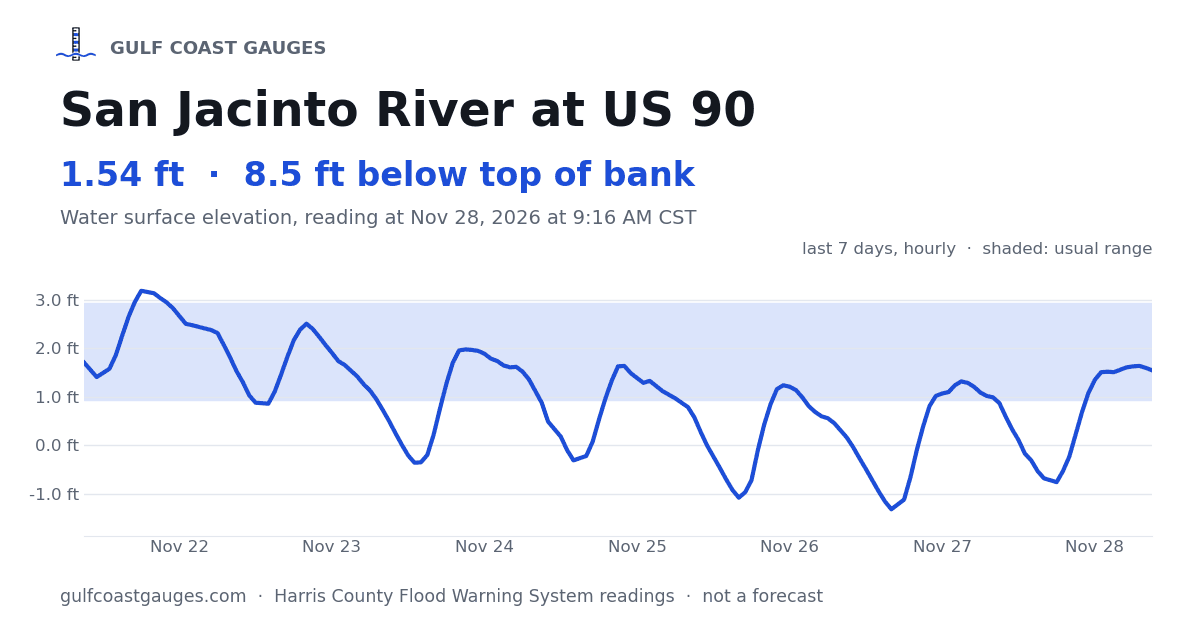 GULF COAST GAUGES
San Jacinto River at US 90
1.54 ft · 8.5 ft below top of bank
Water surface elevation, reading at Nov 28, 2026 at 9:16 AM CST
last 7 days, hourly · shaded: usual range
3.0 ft
2.0 ft
1.0 ft
0.0 ft
-1.0 ft
Nov 22 Nov 23 Nov 24 Nov 25 Nov 26 Nov 27 Nov 28
gulfcoastgauges.com · Harris County Flood Warning System readings · not a forecast